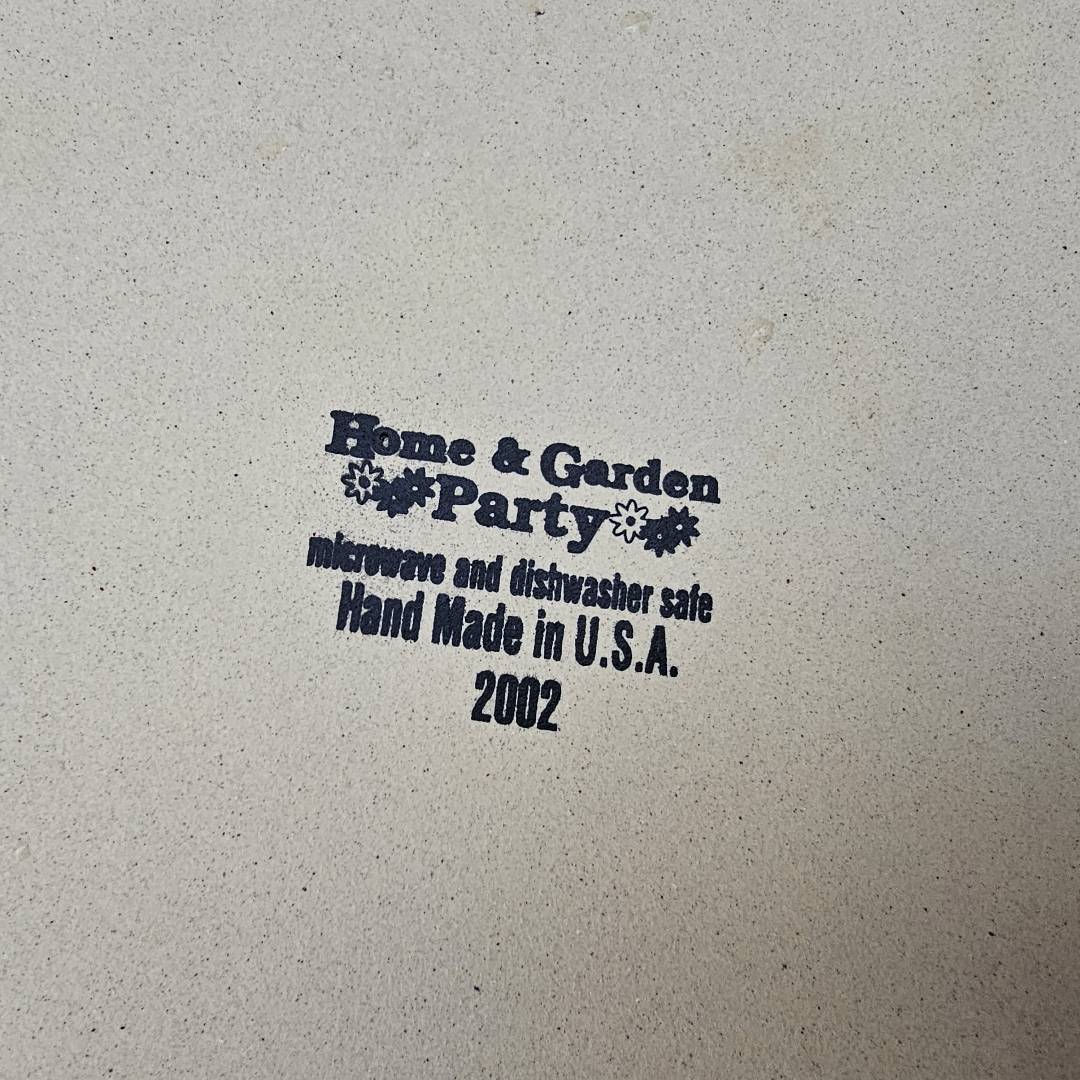 Home & Garden
Party
microwave and dishwasher safe
Hand Made in U.S.A.
2002